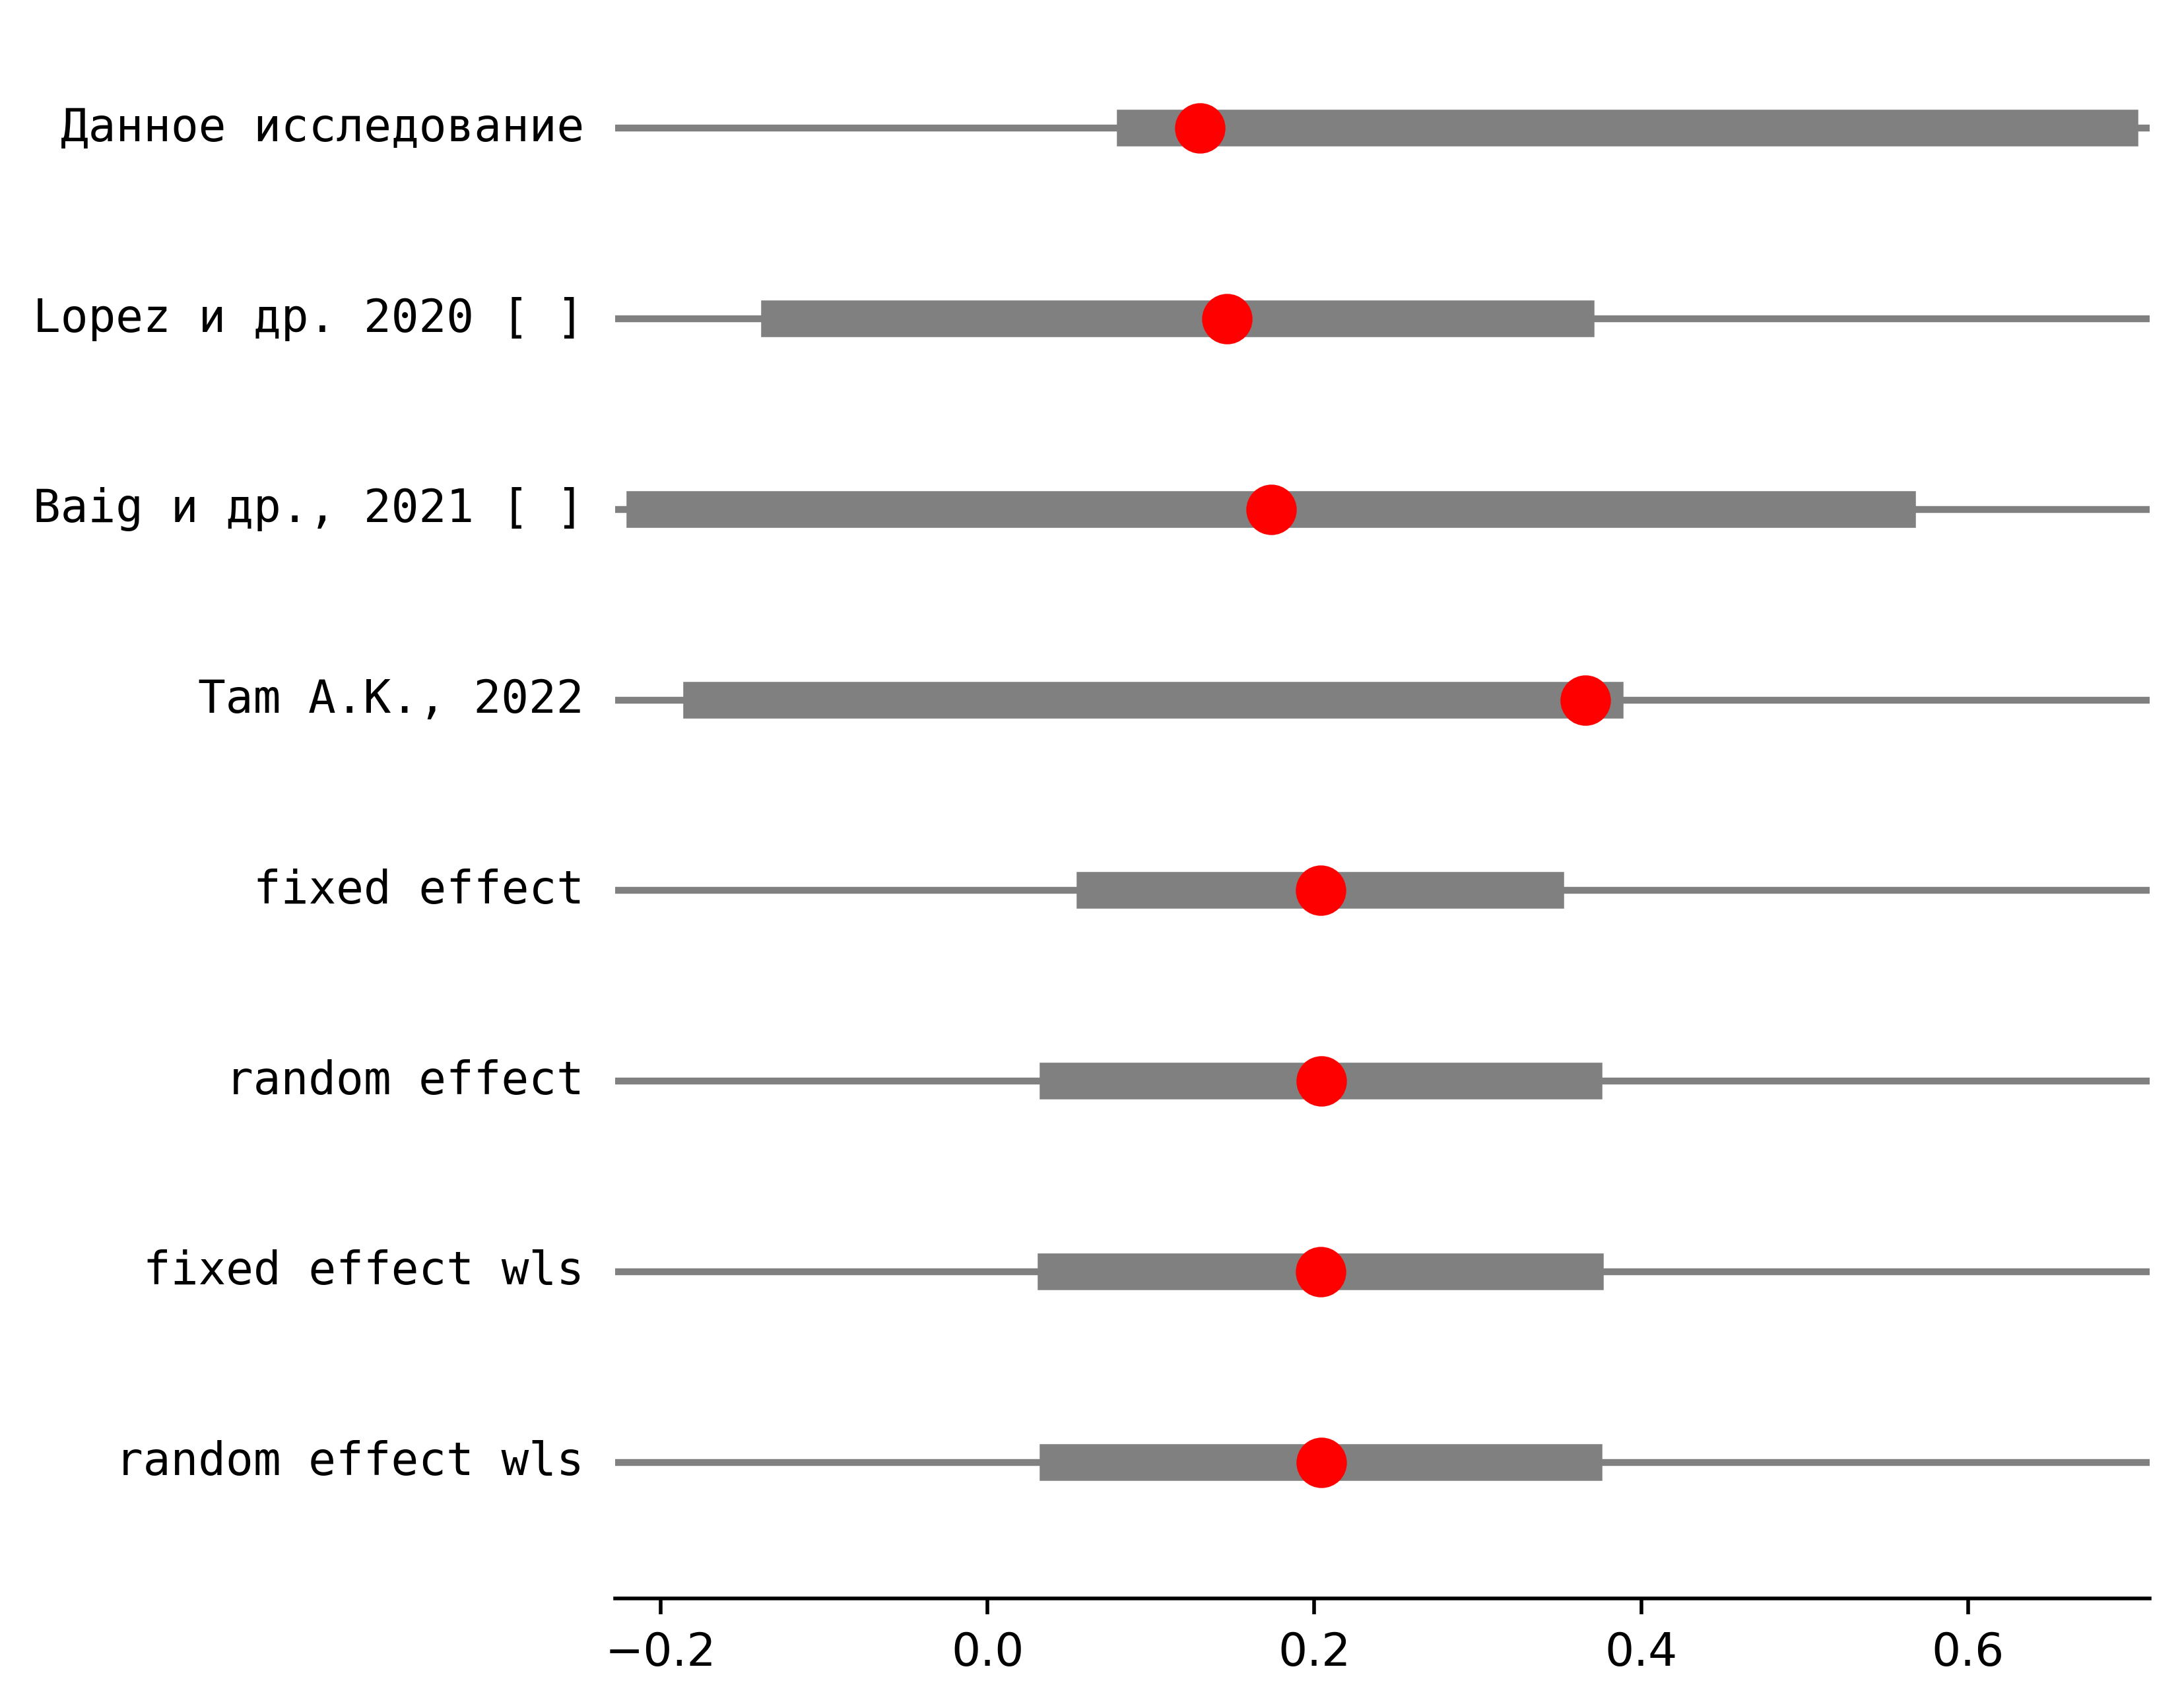 Данное исследование
Lopez и др. 2020 [ ]
Baig и др., 2021 [ ]
Tam A.K., 2022
fixed effect
random effect
fixed effect wls
random effect wls
−0.2 0.0 0.2 0.4 0.6